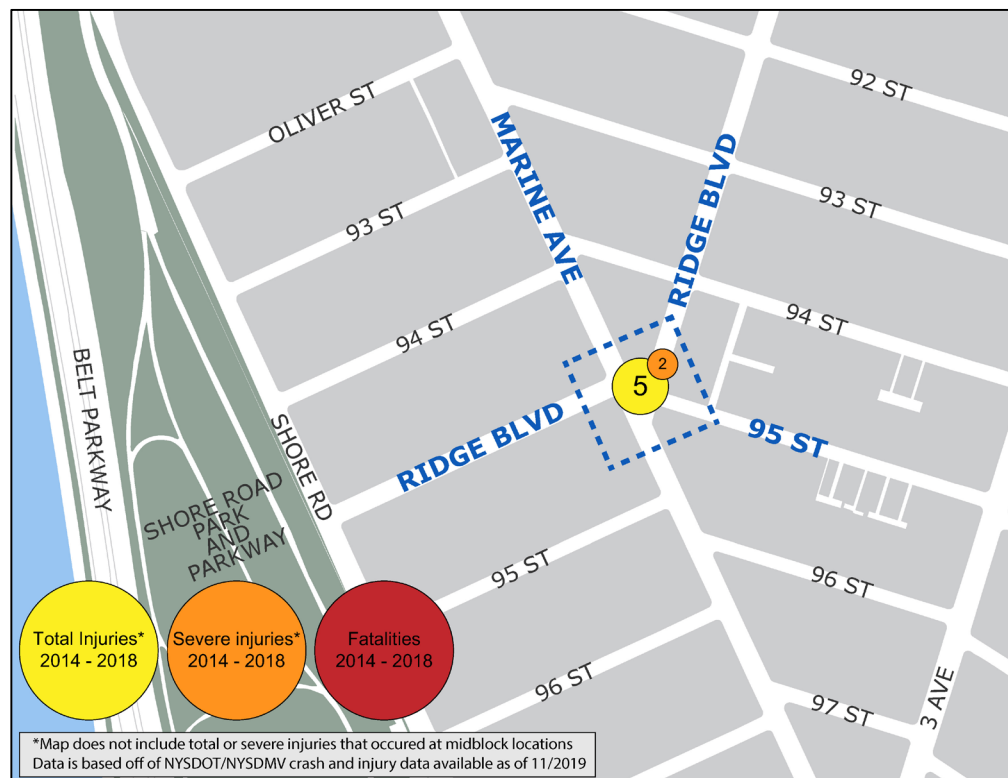 92 ST
OLIVER ST
MARINE AVE
RIDGE BLVD
93 ST
93 ST
94 ST
94 ST
BELT PARKWAY
2
5
RIDGE BLVD
95 ST
SHORE RD
SHORE ROAD
PARK
AND
PARKWAY
95 ST
96 ST
96 ST
97 ST
3 AVE
Total Injuries*
2014 - 2018
Severe injuries*
2014 - 2018
Fatalities
2014 - 2018
*Map does not include total or severe injuries that occured at midblock locations
Data is based off of NYSDOT/NYSDMV crash and injury data available as of 11/2019